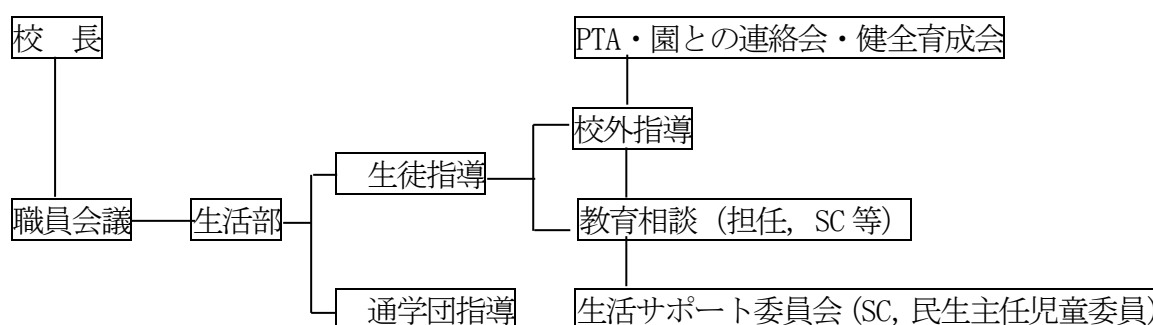 校　長
PTA・園との連絡会・健全育成会
校外指導
生徒指導
職員会議
生活部
教育相談（担任, SC 等）
通学団指導
生活サポート委員会（SC, 民生主任児童委員）